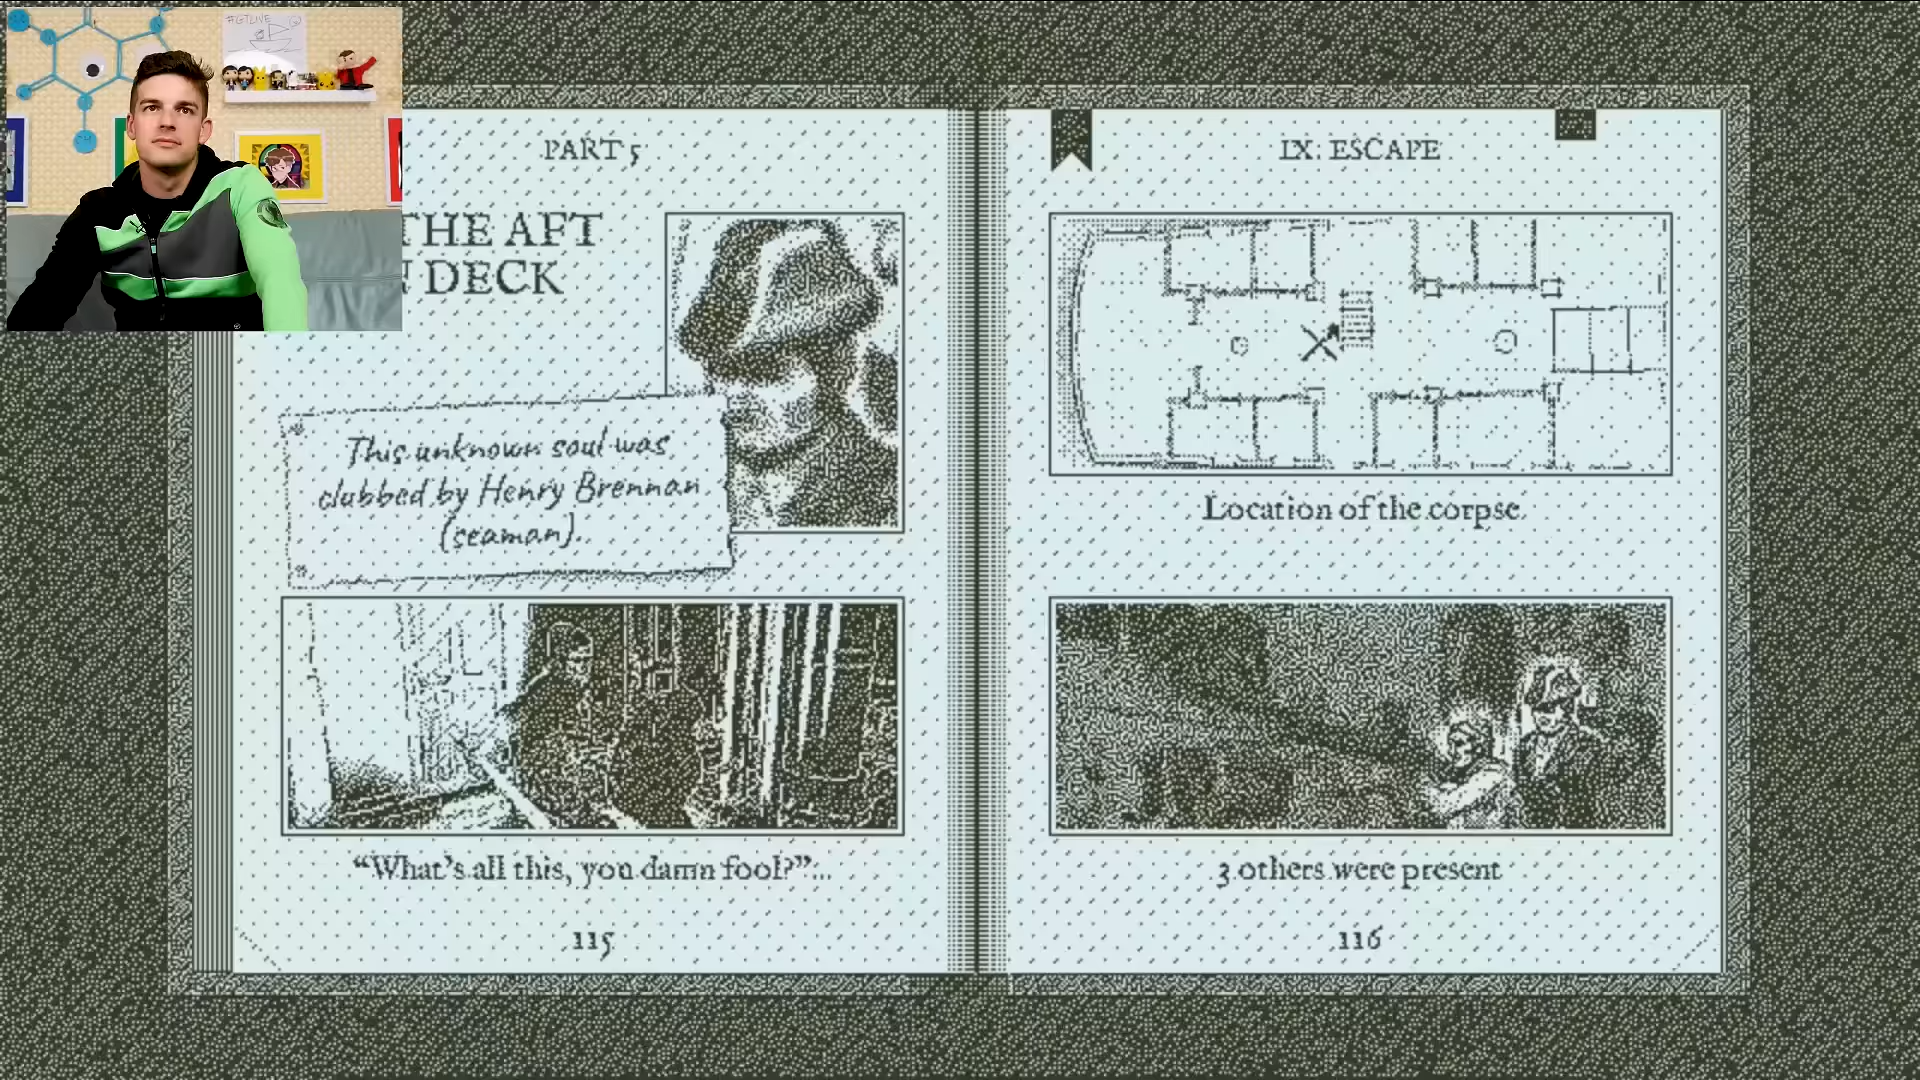 #GTLIVE
PART 5
THE AFT
DECK
This unknown soul was
clubbed by Henry Brennan
(seaman).
"What's all this, you damn fool?"...
115
IX: ESCAPE
Location of the corpse
3 others were present
116